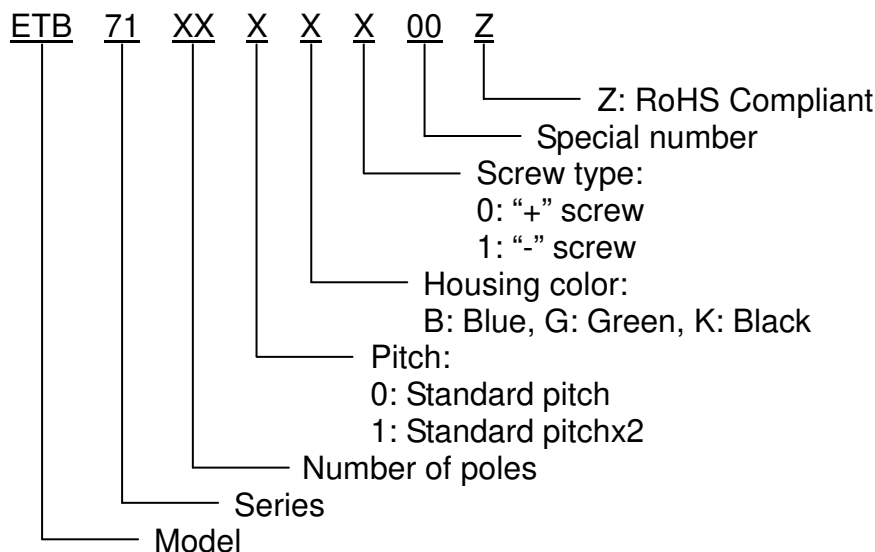 ETB 71 XX X X X 00 Z
Z: RoHS Compliant
Special number
Screw type:
0: “+” screw
1: “-” screw
Housing color:
B: Blue, G: Green, K: Black
Pitch:
0: Standard pitch
1: Standard pitchx2
Number of poles
Series
Model